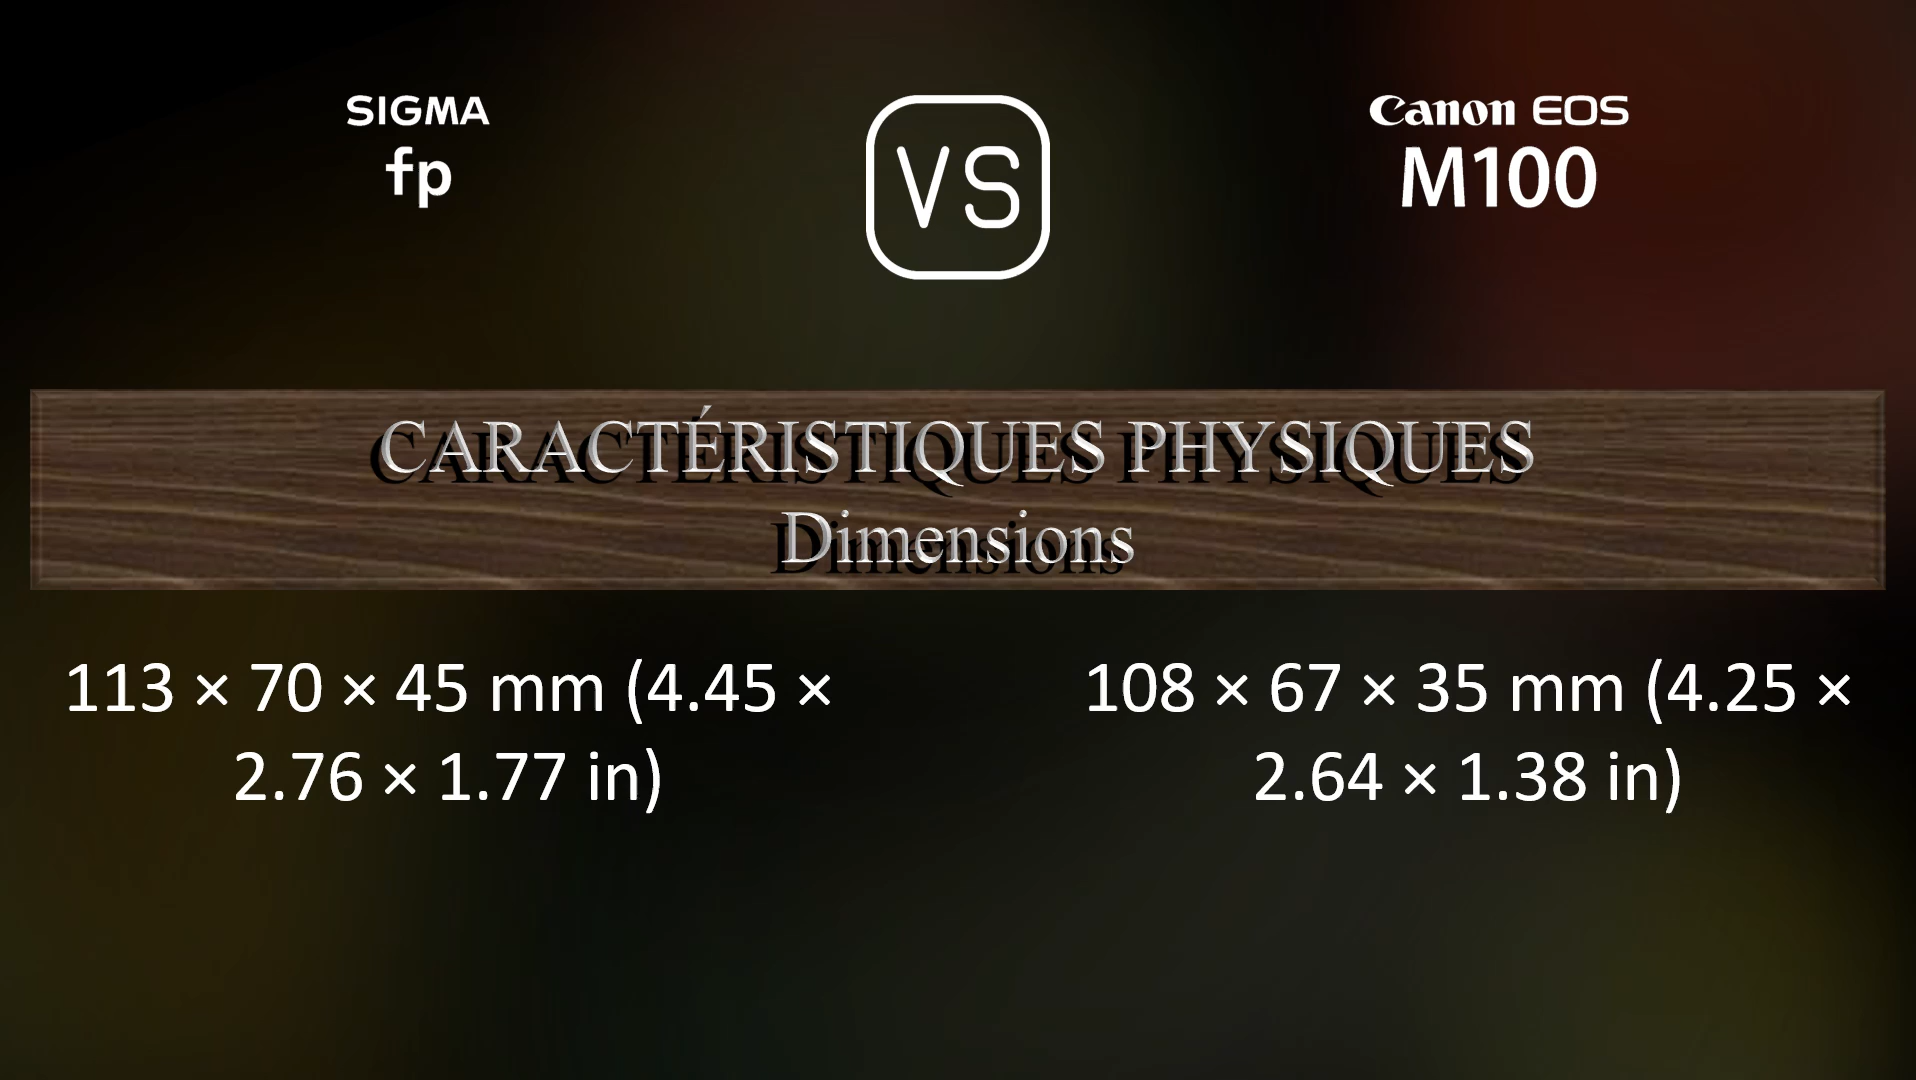 SIGMA
fp
VS
Canon EOS
M100
CARACTÉRISTIQUES PHYSIQUES
Dimensions
113 × 70 × 45 mm (4.45 ×
2.76 × 1.77 in)
108 × 67 × 35 mm (4.25 ×
2.64 × 1.38 in)